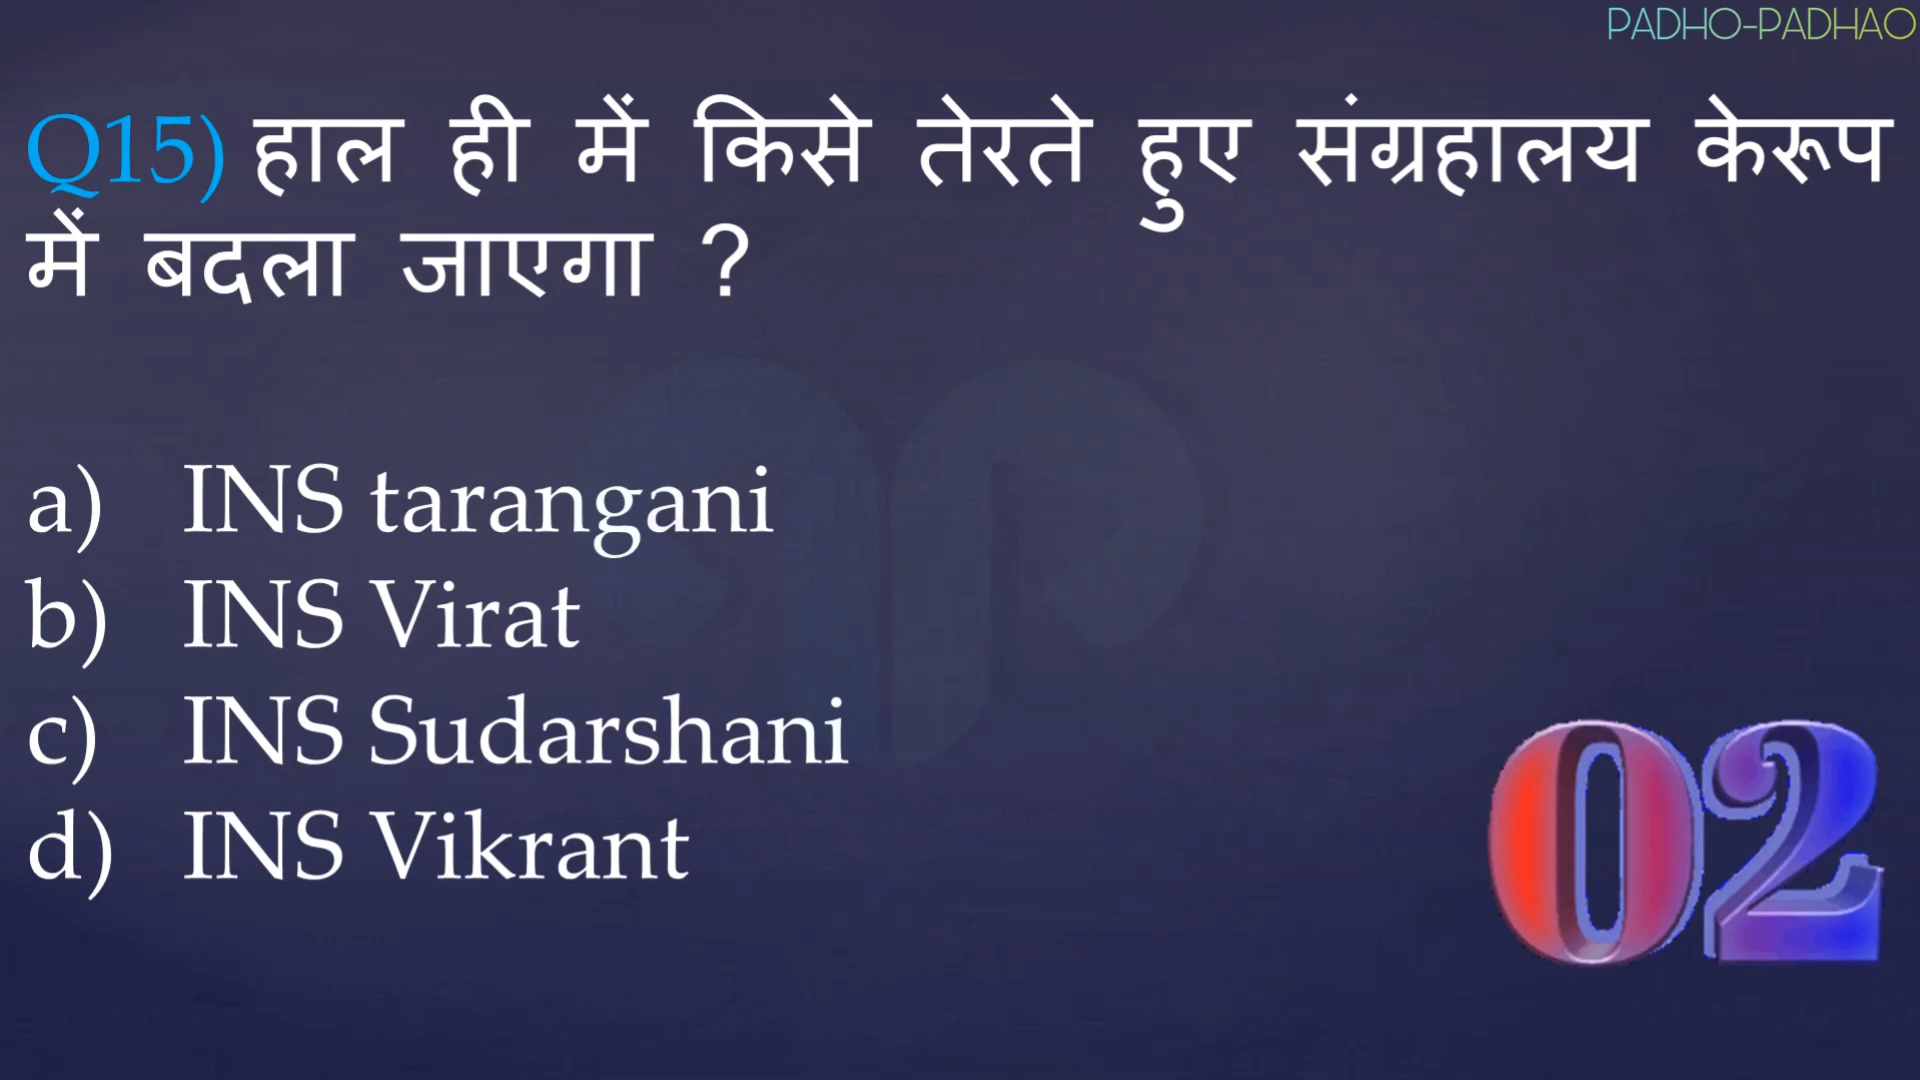 PADHO-PADHAO
Q15) हाल ही में किसे तेरते हुए संग्रहालय केरूप
में बदला जाएगा ?
a) INS tarangani
b) INS Virat
c) INS Sudarshani
d) INS Vikrant
02